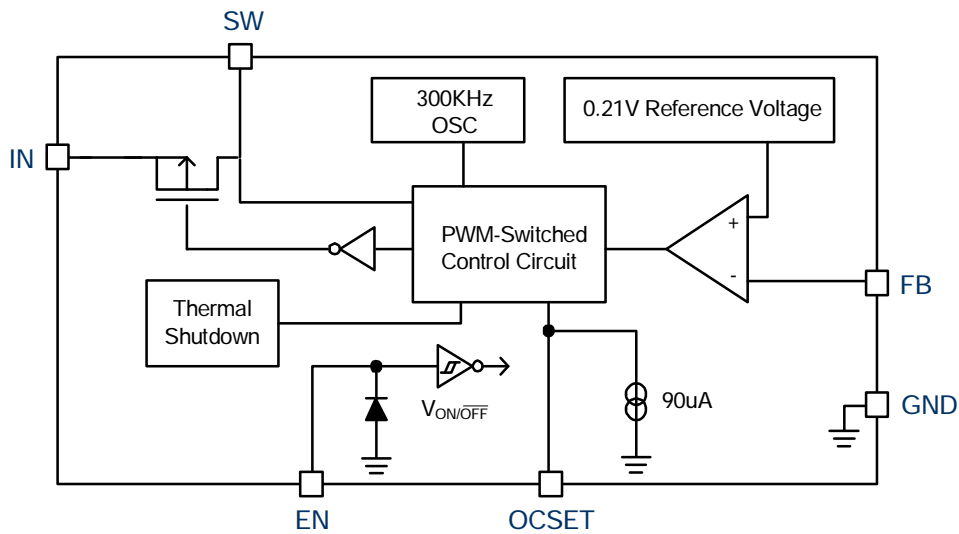 SW
300KHz
OSC
0.21V Reference Voltage
IN
+
PWM-Switched
Control Circuit
-
FB
Thermal
Shutdown
90uA
GND
VON/OFF
EN
OCSET